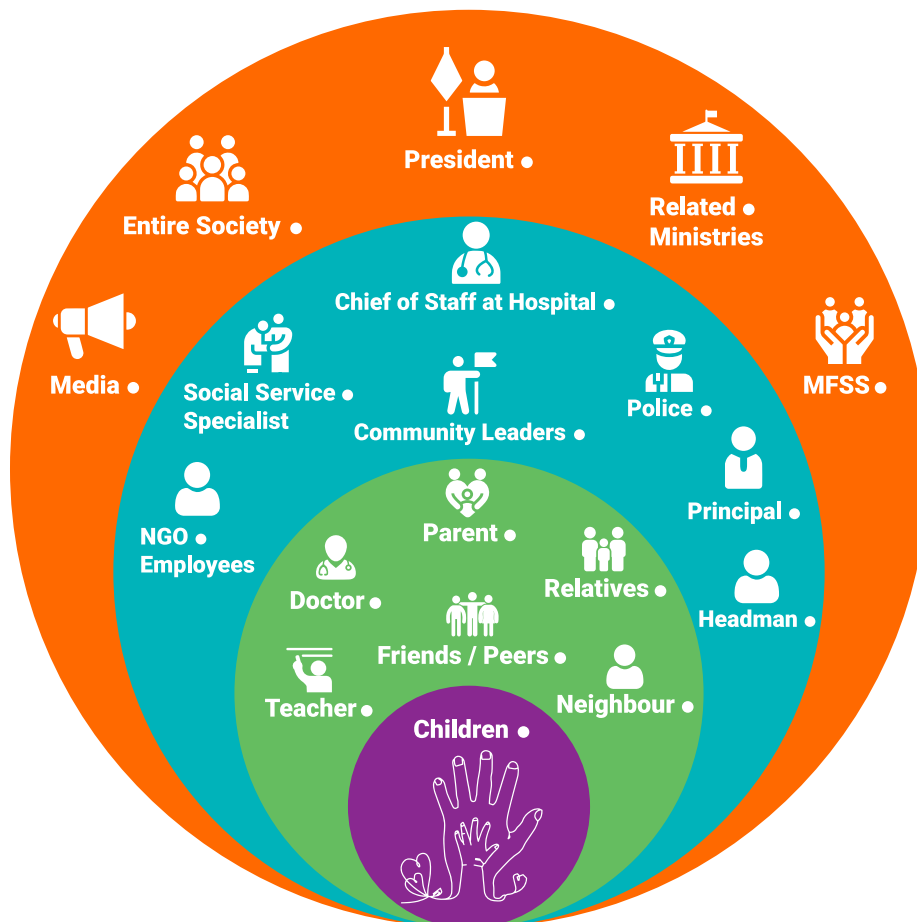 President •
Entire Society •
Related •
Ministries
Media •
MFSS •
Chief of Staff at Hospital •
Social Service •
Specialist
Community Leaders •
Police •
NGO •
Employees
Principal •
Headman •
Parent •
Doctor •
Relatives •
Friends / Peers •
Teacher •
Neighbour •
Children •